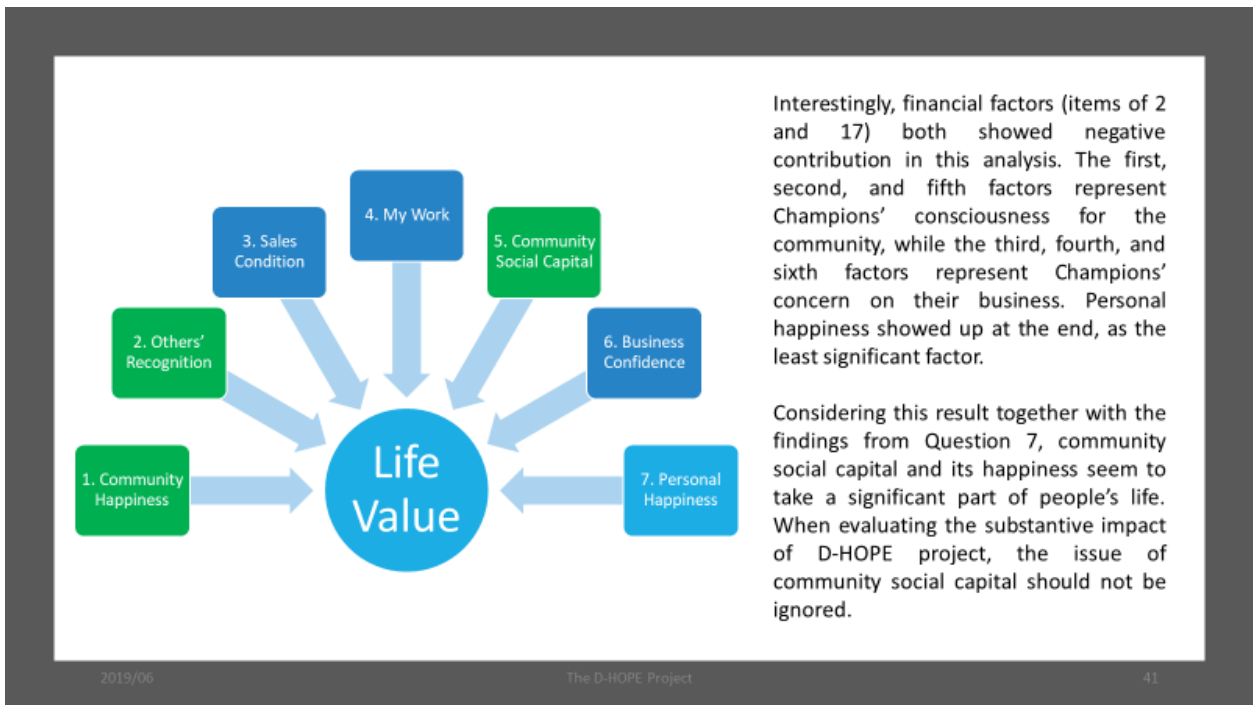 1. Community
Happiness
2. Others'
Recognition
3. Sales
Condition
4. My Work
5. Community
Social Capital
6. Business
Confidence
7. Personal
Happiness
Life
Value
Interestingly, financial factors (items of 2
and 17) both showed negative
contribution in this analysis. The first,
second, and fifth factors represent
Champions' consciousness for the
community, while the third, fourth, and
sixth factors represent Champions'
concern on their business. Personal
happiness showed up at the end, as the
least significant factor.
Considering this result together with the
findings from Question 7, community
social capital and its happiness seem to
take a significant part of people's life.
When evaluating the substantive impact
of D-HOPE project, the issue of
community social capital should not be
ignored.
2019/06
The D-HOPE Project
41